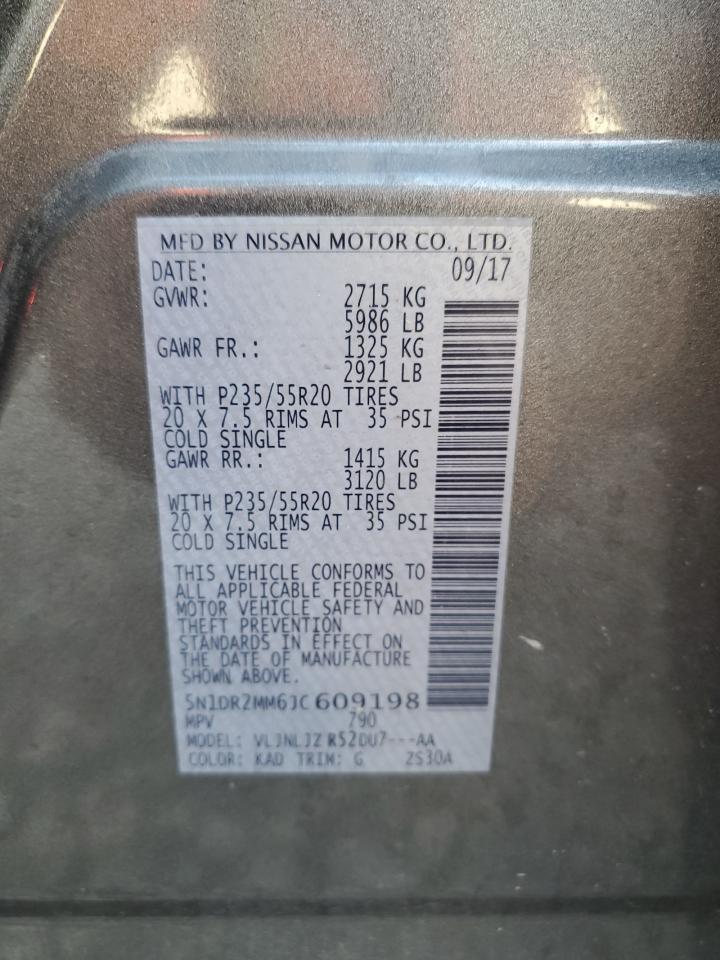 MFD BY NISSAN MOTOR CO., LTD.
DATE: 09/17
GVWR: 2715 KG
5986 LB
GAWR FR.: 1325 KG
2921 LB
WITH P235/55R20 TIRES
20 X 7.5 RIMS AT 35 PSI
COLD SINGLE
GAWR RR.: 1415 KG
3120 LB
WITH P235/55R20 TIRES
20 X 7.5 RIMS AT 35 PSI
COLD SINGLE
THIS VEHICLE CONFORMS TO
ALL APPLICABLE FEDERAL
MOTOR VEHICLE SAFETY AND
THEFT PREVENTION
STANDARDS IN EFFECT ON
THE DATE OF MANUFACTURE
SHOWN ABOVE.
5N1DR2MM6JC609198
MPV 790
MODEL: VLJNLJZ R52DU7---AA
COLOR: KAD TRIM: G 2S30A